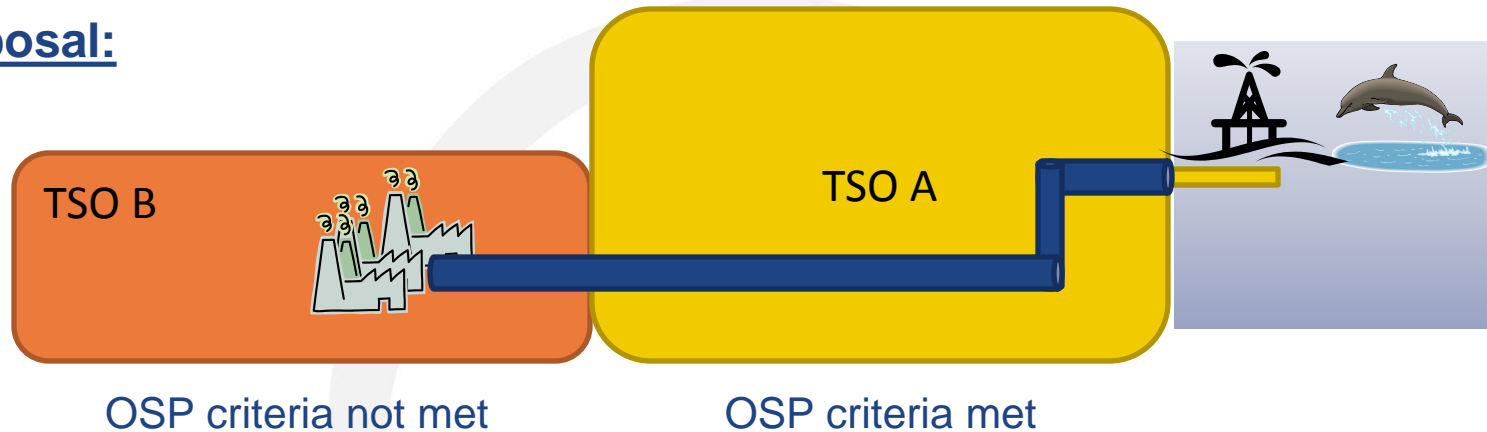 posal:
TSO B
TSO A
OSP criteria not met
OSP criteria met